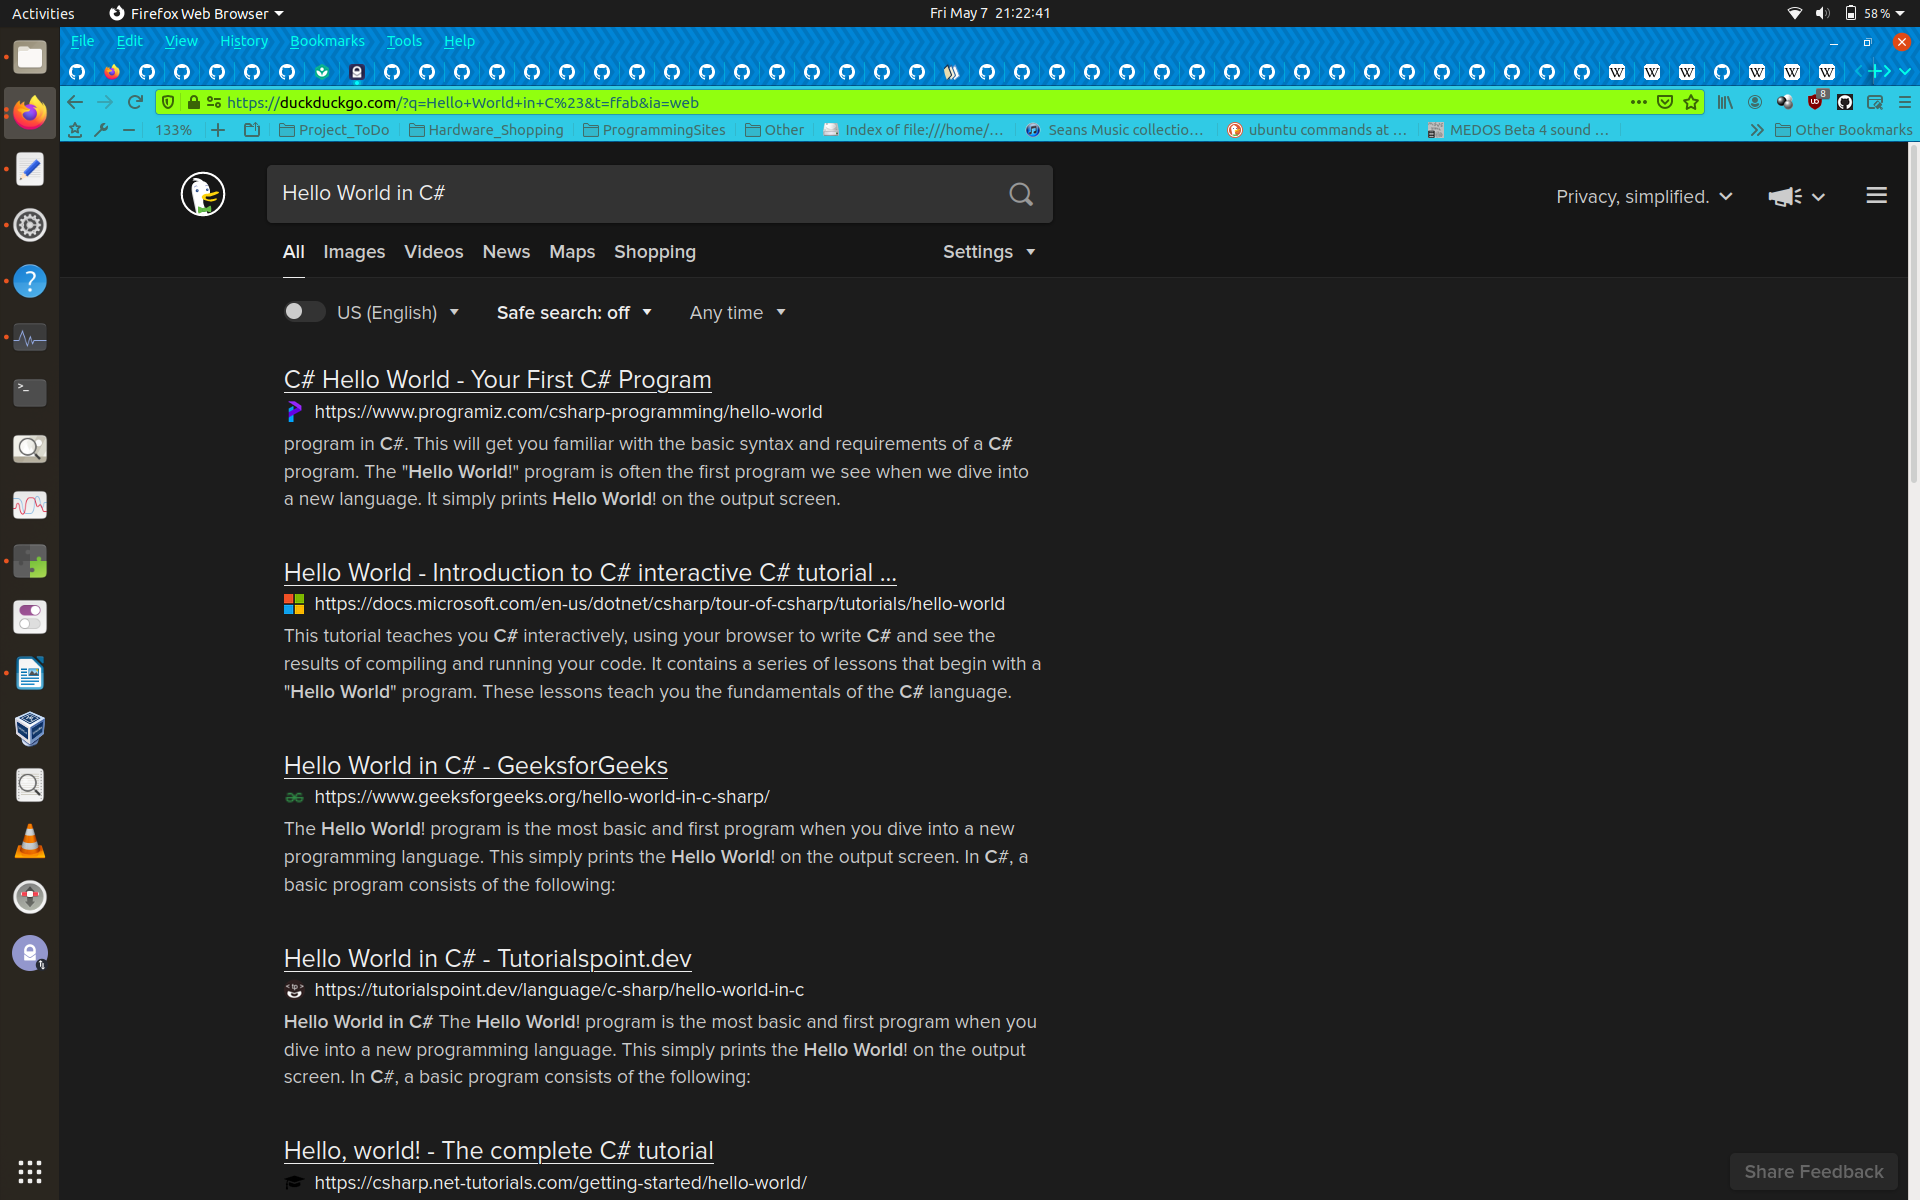 Activities
Firefox Web Browser
Fri May 7 21:22:41
58 %
File Edit View History Bookmarks Tools Help
https://duckduckgo.com/?q=Hello+World+in+C%23&t=ffab&ia=web
8
133%
Project_ToDo
Hardware_Shopping
ProgrammingSites
Other
Index of file:///home/...
Seans Music collectio...
ubuntu commands at ...
MEDOS Beta 4 sound ...
Other Bookmarks
Hello World in C#
Privacy, simplified.
All Images Videos News Maps Shopping
Settings
US (English)
Safe search: off
Any time
C# Hello World - Your First C# Program
https://www.programiz.com/csharp-programming/hello-world
program in C#. This will get you familiar with the basic syntax and requirements of a C#
program. The "Hello World!" program is often the first program we see when we dive into
a new language. It simply prints Hello World! on the output screen.
Hello World - Introduction to C# interactive C# tutorial ...
https://docs.microsoft.com/en-us/dotnet/csharp/tour-of-csharp/tutorials/hello-world
This tutorial teaches you C# interactively, using your browser to write C# and see the
results of compiling and running your code. It contains a series of lessons that begin with a
"Hello World" program. These lessons teach you the fundamentals of the C# language.
Hello World in C# - GeeksforGeeks
https://www.geeksforgeeks.org/hello-world-in-c-sharp/
The Hello World! program is the most basic and first program when you dive into a new
programming language. This simply prints the Hello World! on the output screen. In C#, a
basic program consists of the following:
Hello World in C# - Tutorialspoint.dev
https://tutorialspoint.dev/language/c-sharp/hello-world-in-c
Hello World in C# The Hello World! program is the most basic and first program when you
dive into a new programming language. This simply prints the Hello World! on the output
screen. In C#, a basic program consists of the following:
Hello, world! - The complete C# tutorial
https://csharp.net-tutorials.com/getting-started/hello-world/
Share Feedback